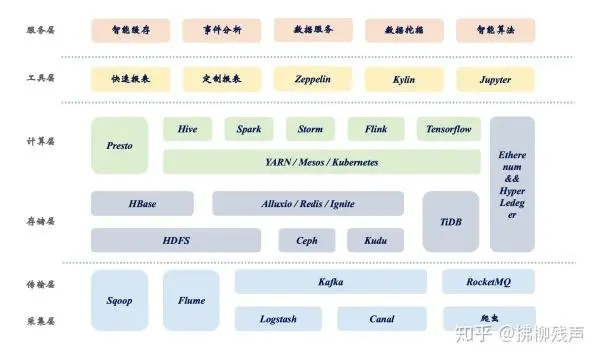 服务层
智能缓存
事件分析
数据服务
数据挖掘
智能算法
工具层
快速报表
定制报表
Zeppelin
Kylin
Jupyter
计算层
Presto
Hive
Spark
Storm
Flink
Tensorflow
YARN / Mesos / Kubernetes
Etherenum
&&
Hyper
Ledeger
存储层
HBase
Alluxio / Redis / Ignite
TiDB
HDFS
Ceph
Kudu
传输层
Sqoop
Flume
Kafka
RocketMQ
采集层
Logstash
Canal
爬虫
知乎 @拂柳残声